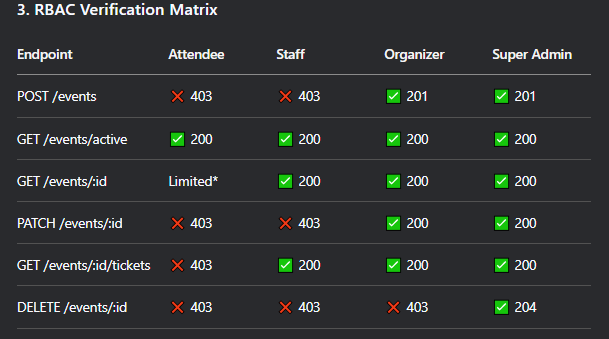 3. RBAC Verification Matrix
Endpoint Attendee Staff Organizer Super Admin
POST /events ❌ 403 ❌ 403 ✅ 201 ✅ 201
GET /events/active ✅ 200 ✅ 200 ✅ 200 ✅ 200
GET /events/:id Limited* ✅ 200 ✅ 200 ✅ 200
PATCH /events/:id ❌ 403 ❌ 403 ✅ 200 ✅ 200
GET /events/:id/tickets ❌ 403 ✅ 200 ✅ 200 ✅ 200
DELETE /events/:id ❌ 403 ❌ 403 ❌ 403 ✅ 204